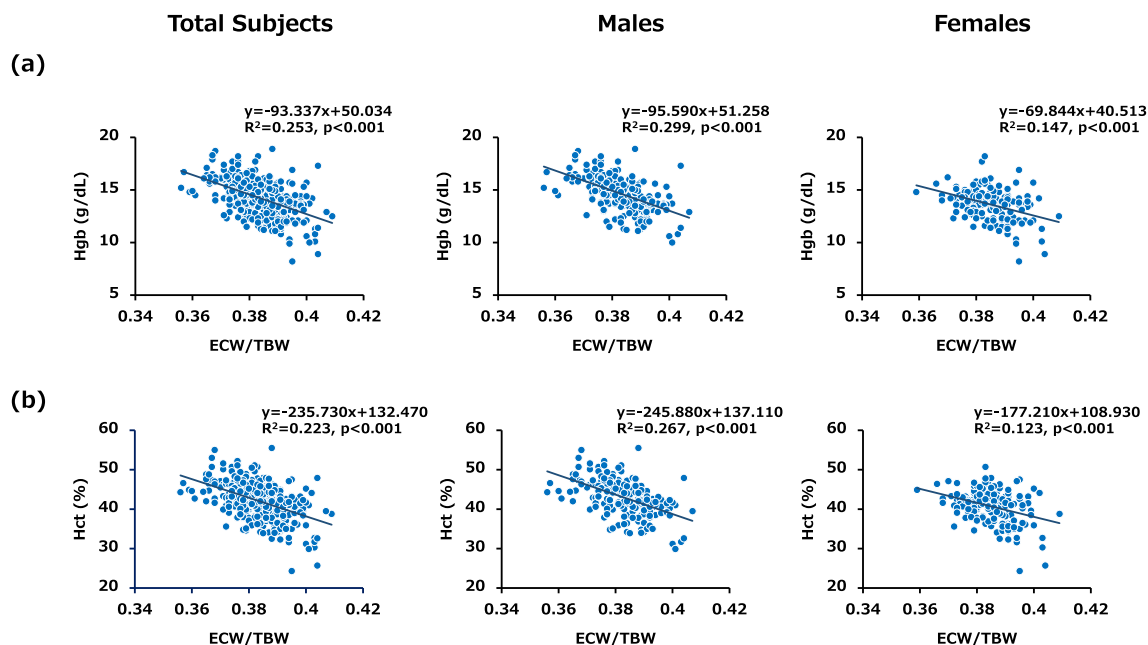 Total Subjects
Males
Females
(a)
y=-93.337x+50.034
R²=0.253, p<0.001
Hgb (g/dL)
20
15
10
5
0.34 0.36 0.38 0.4 0.42
ECW/TBW
y=-95.590x+51.258
R²=0.299, p<0.001
Hgb (g/dL)
20
15
10
5
0.34 0.36 0.38 0.4 0.42
ECW/TBW
y=-69.844x+40.513
R²=0.147, p<0.001
Hgb (g/dL)
20
15
10
5
0.34 0.36 0.38 0.4 0.42
ECW/TBW
(b)
y=-235.730x+132.470
R²=0.223, p<0.001
Hct (%)
60
50
40
30
20
0.34 0.36 0.38 0.4 0.42
ECW/TBW
y=-245.880x+137.110
R²=0.267, p<0.001
Hct (%)
60
50
40
30
20
0.34 0.36 0.38 0.4 0.42
ECW/TBW
y=-177.210x+108.930
R²=0.123, p<0.001
Hct (%)
60
50
40
30
20
0.34 0.36 0.38 0.4 0.42
ECW/TBW